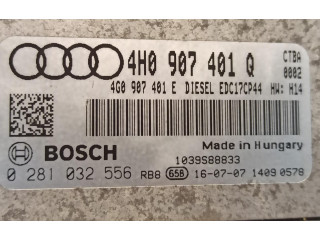 4H0 907 401 Q CTBA
0002
4G0 907 401 E DIESEL EDC17CP44 HW: H14
Made in Hungary
BOSCH
1039S88833
0 281 032 556 RB8 656 16-07-07 1409 0578